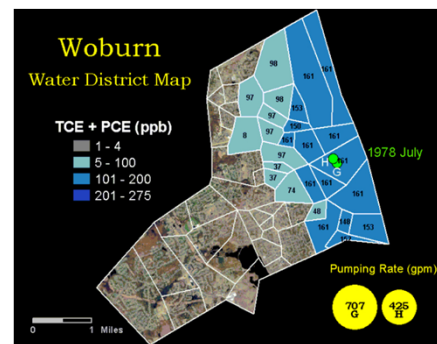 Woburn
Water District Map
TCE + PCE (ppb)
1 - 4
5 - 100
101 - 200
201 - 275
98
161
161
97
98
153
97
150
8
161
161
97
H
161
1978 July
G
37
37
161
161
74
161
48
161
148
153
Pumping Rate (gpm)
707
G
425
H
0
1
Miles